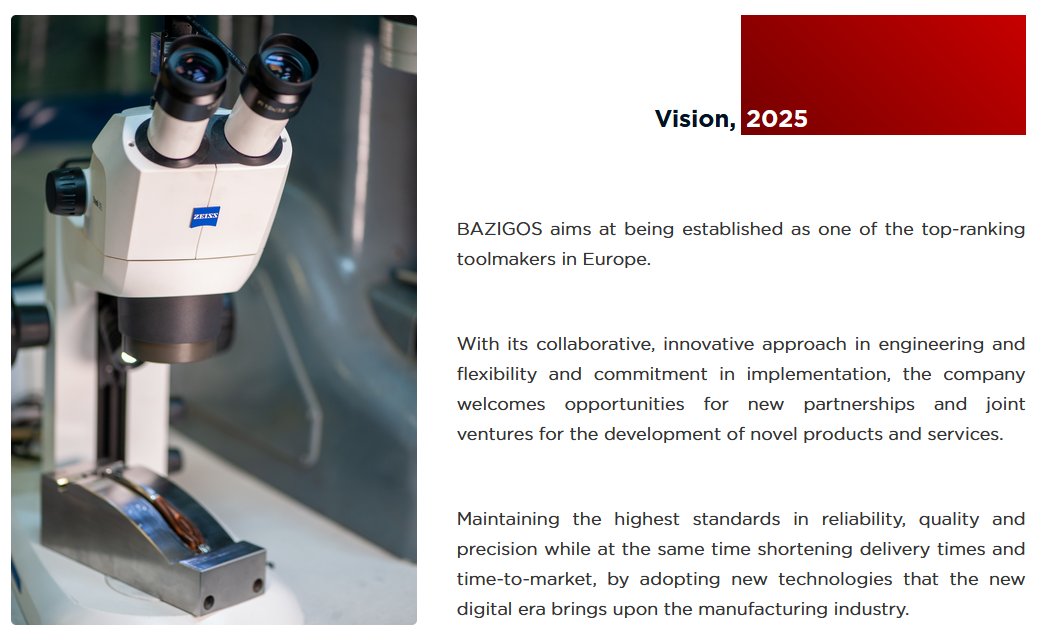 ZEISS
Vision, 2025
BAZIGOS aims at being established as one of the top-ranking
toolmakers in Europe.
With its collaborative, innovative approach in engineering and
flexibility and commitment in implementation, the company
welcomes opportunities for new partnerships and joint
ventures for the development of novel products and services.
Maintaining the highest standards in reliability, quality and
precision while at the same time shortening delivery times and
time-to-market, by adopting new technologies that the new
digital era brings upon the manufacturing industry.